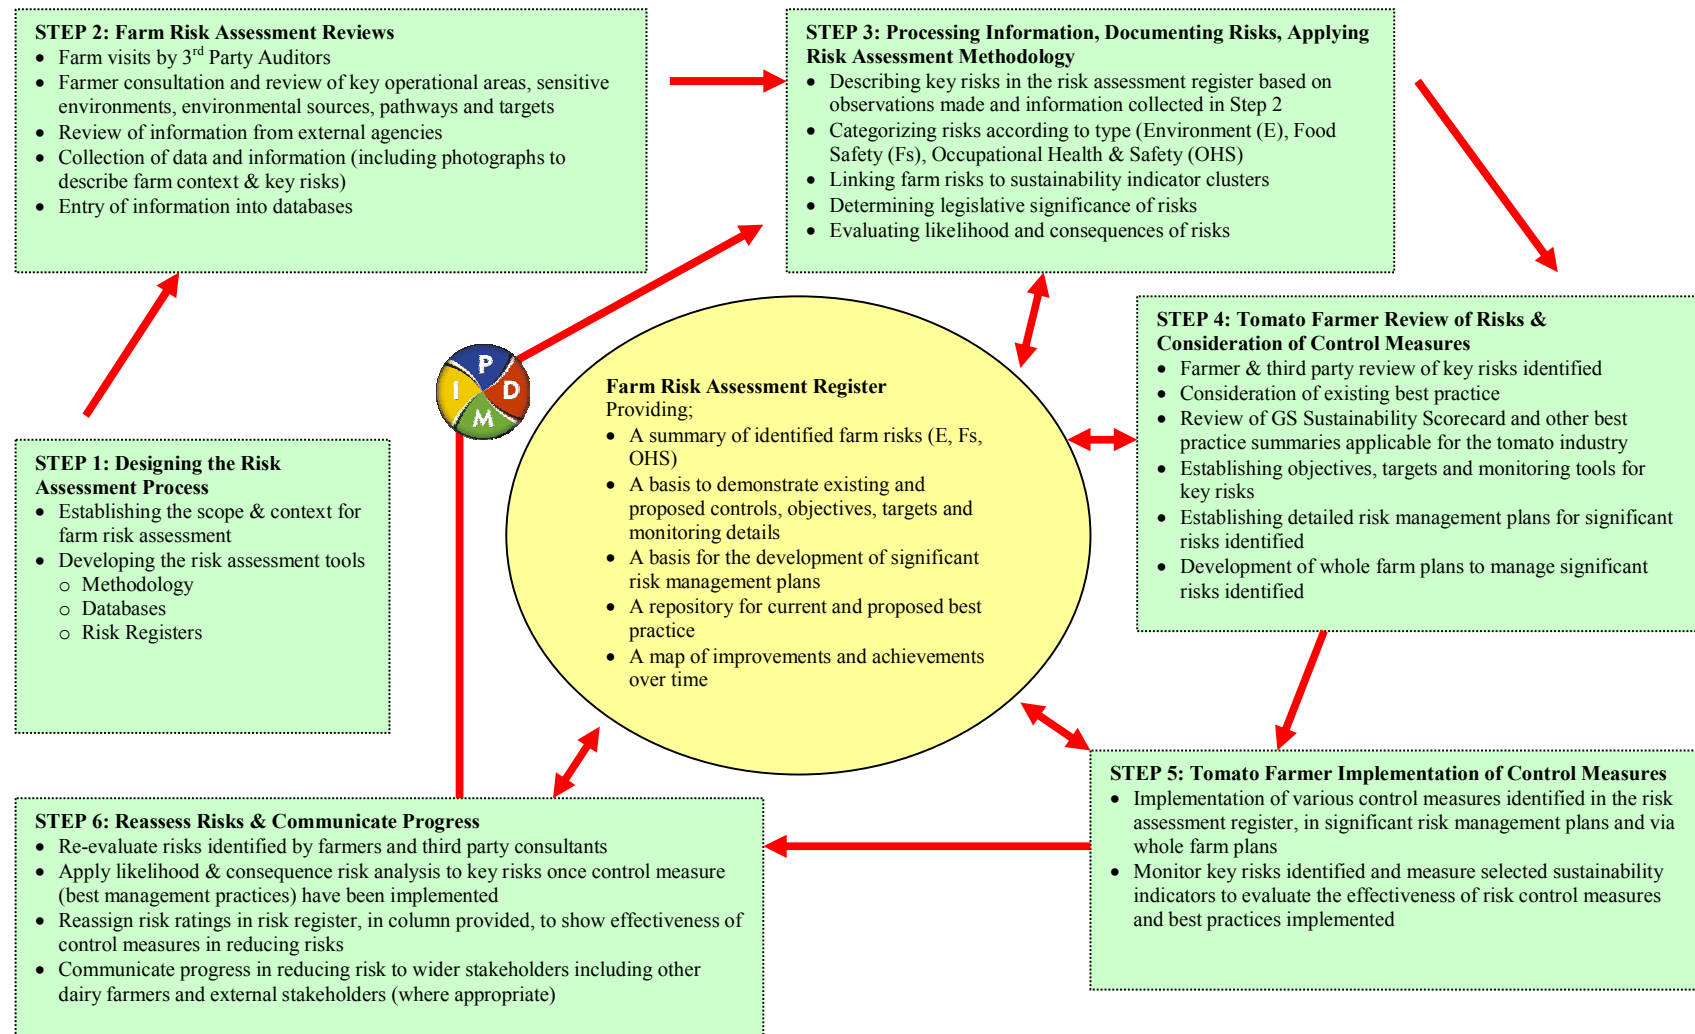 STEP 2: Farm Risk Assessment Reviews
• Farm visits by 3rd Party Auditors
• Farmer consultation and review of key operational areas, sensitive
environments, environmental sources, pathways and targets
• Review of information from external agencies
• Collection of data and information (including photographs to
describe farm context & key risks)
• Entry of information into databases
STEP 3: Processing Information, Documenting Risks, Applying
Risk Assessment Methodology
• Describing key risks in the risk assessment register based on
observations made and information collected in Step 2
• Categorizing risks according to type (Environment (E), Food
Safety (Fs), Occupational Health & Safety (OHS)
• Linking farm risks to sustainability indicator clusters
• Determining legislative significance of risks
• Evaluating likelihood and consequences of risks
STEP 4: Tomato Farmer Review of Risks &
Consideration of Control Measures
• Farmer & third party review of key risks identified
• Consideration of existing best practice
• Review of GS Sustainability Scorecard and other best
practice summaries applicable for the tomato industry
• Establishing objectives, targets and monitoring tools for
key risks
• Establishing detailed risk management plans for significant
risks identified
• Development of whole farm plans to manage significant
risks identified
P
I D
M
Farm Risk Assessment Register
Providing;
• A summary of identified farm risks (E, Fs,
OHS)
• A basis to demonstrate existing and
proposed controls, objectives, targets and
monitoring details
• A basis for the development of significant
risk management plans
• A repository for current and proposed best
practice
• A map of improvements and achievements
over time
STEP 1: Designing the Risk
Assessment Process
• Establishing the scope & context for
farm risk assessment
• Developing the risk assessment tools
o Methodology
o Databases
o Risk Registers
STEP 5: Tomato Farmer Implementation of Control Measures
• Implementation of various control measures identified in the risk
assessment register, in significant risk management plans and via
whole farm plans
• Monitor key risks identified and measure selected sustainability
indicators to evaluate the effectiveness of risk control measures
and best practices implemented
STEP 6: Reassess Risks & Communicate Progress
• Re-evaluate risks identified by farmers and third party consultants
• Apply likelihood & consequence risk analysis to key risks once control measure
(best management practices) have been implemented
• Reassign risk ratings in risk register, in column provided, to show effectiveness of
control measures in reducing risks
• Communicate progress in reducing risk to wider stakeholders including other
dairy farmers and external stakeholders (where appropriate)